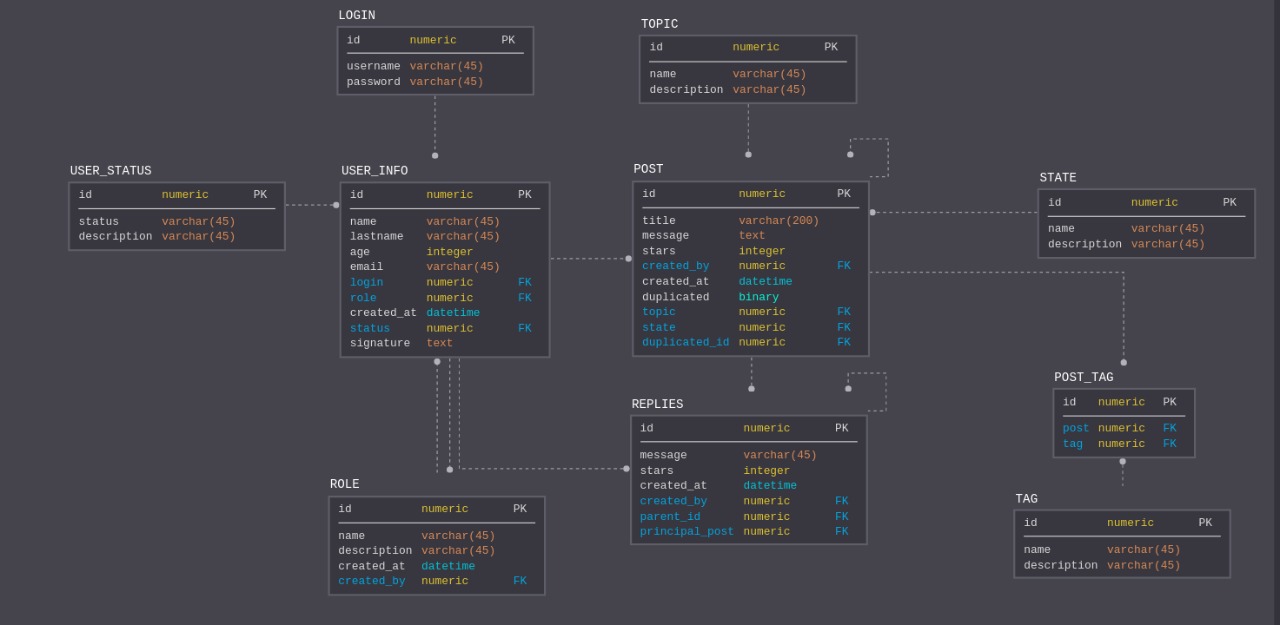 LOGIN
id numeric PK
username varchar(45)
password varchar(45)
TOPIC
id numeric PK
name varchar(45)
description varchar(45)
USER_STATUS
id numeric PK
status varchar(45)
description varchar(45)
USER_INFO
id numeric PK
name varchar(45)
lastname varchar(45)
age integer
email varchar(45)
login numeric FK
role numeric FK
created_at datetime
status numeric FK
signature text
POST
id numeric PK
title varchar(200)
message text
stars integer
created_by numeric FK
created_at datetime
duplicated binary
topic numeric FK
state numeric FK
duplicated_id numeric FK
STATE
id numeric PK
name varchar(45)
description varchar(45)
POST_TAG
id numeric PK
post numeric FK
tag numeric FK
REPLIES
id numeric PK
message varchar(45)
stars integer
created_at datetime
created_by numeric FK
parent_id numeric FK
principal_post numeric FK
ROLE
id numeric PK
name varchar(45)
description varchar(45)
created_at datetime
created_by numeric FK
TAG
id numeric PK
name varchar(45)
description varchar(45)